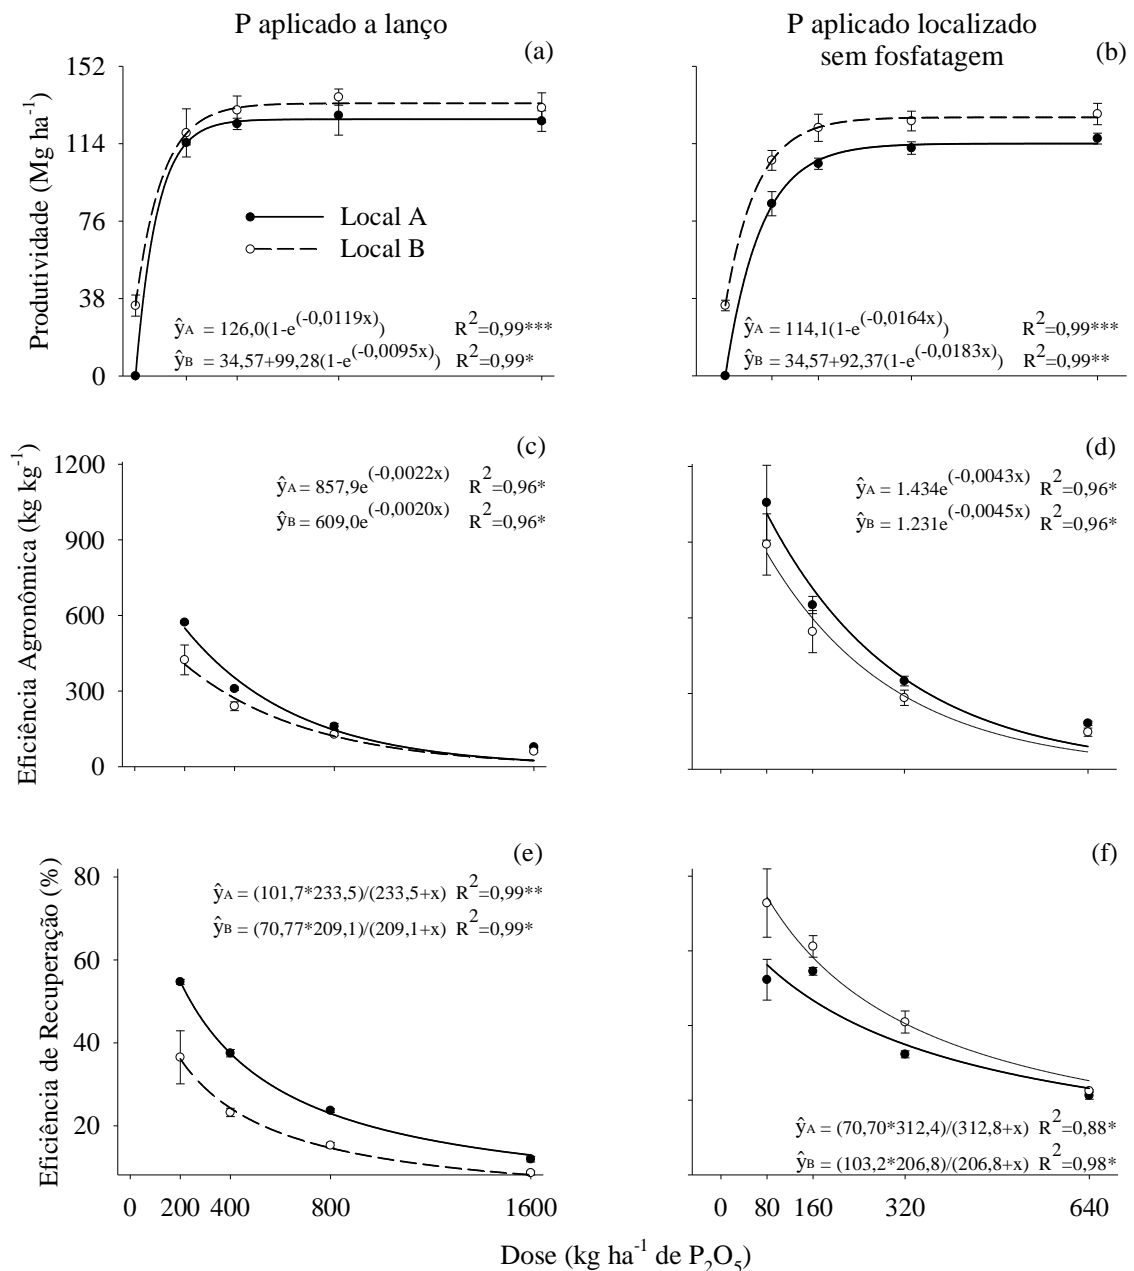 P aplicado a lanço
P aplicado localizado
sem fosfatagem
(a)
(b)
Produtividade (Mg ha⁻¹)
152
114
76
38
0
Local A
Local B
ŷA = 126,0(1-e^(-0,0119x)) R²=0,99***
ŷB = 34,57+99,28(1-e^(-0,0095x)) R²=0,99*
ŷA = 114,1(1-e^(-0,0164x)) R²=0,99***
ŷB = 34,57+92,37(1-e^(-0,0183x)) R²=0,99**
(c)
(d)
Eficiência Agronômica (kg kg⁻¹)
1200
900
600
300
0
ŷA = 857,9e^(-0,0022x) R²=0,96*
ŷB = 609,0e^(-0,0020x) R²=0,96*
ŷA = 1.434e^(-0,0043x) R²=0,96*
ŷB = 1.231e^(-0,0045x) R²=0,96*
(e)
(f)
Eficiência de Recuperação (%)
80
60
40
20
ŷA = (101,7*233,5)/(233,5+x) R²=0,99**
ŷB = (70,77*209,1)/(209,1+x) R²=0,99*
ŷA = (70,70*312,4)/(312,8+x) R²=0,88*
ŷB = (103,2*206,8)/(206,8+x) R²=0,98*
0 200 400 800 1600
0 80 160 320 640
Dose (kg ha⁻¹ de P₂O₅)